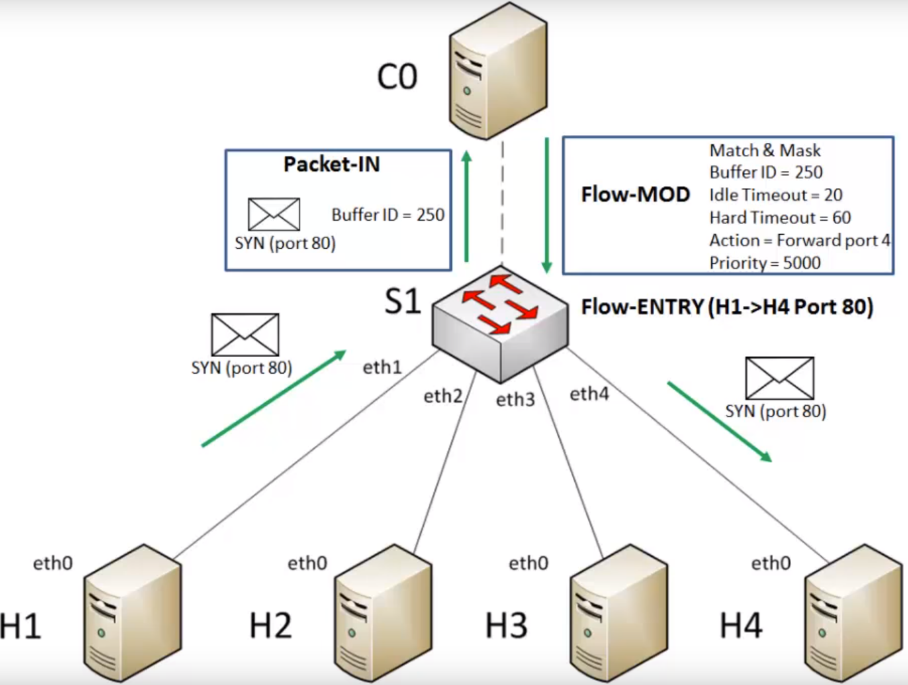 C0
Packet-IN
Buffer ID = 250
SYN (port 80)
Flow-MOD
Match & Mask
Buffer ID = 250
Idle Timeout = 20
Hard Timeout = 60
Action = Forward port 4
Priority = 5000
S1
Flow-ENTRY (H1->H4 Port 80)
SYN (port 80)
SYN (port 80)
eth1
eth2
eth3
eth4
eth0
eth0
eth0
eth0
H1
H2
H3
H4